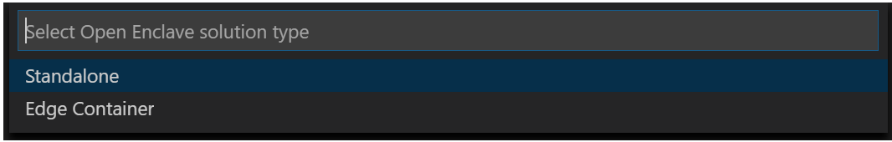 Select Open Enclave solution type
Standalone
Edge Container